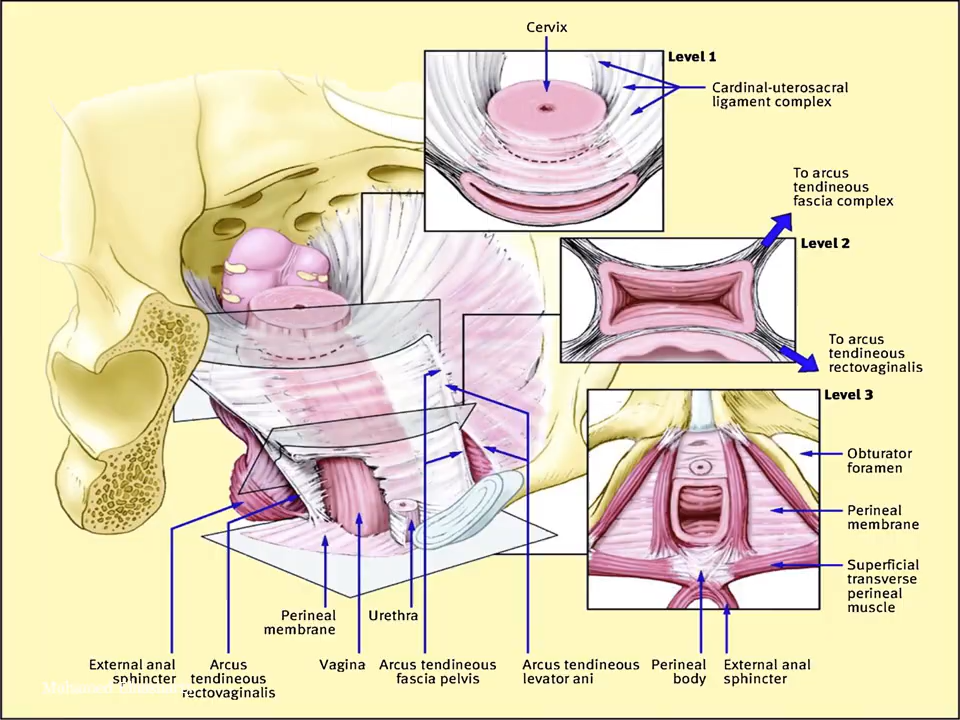 Cervix
Level 1
Cardinal-uterosacral
ligament complex
To arcus
tendineous
fascia complex
Level 2
To arcus
tendineous
rectovaginalis
Level 3
Obturator
foramen
Perineal
membrane
Superficial
transverse
perineal
muscle
Perineal
membrane
Urethra
External anal
sphincter
Arcus
tendineous
rectovaginalis
Vagina
Arcus tendineous
fascia pelvis
Arcus tendineous
levator ani
Perineal
body
External anal
sphincter